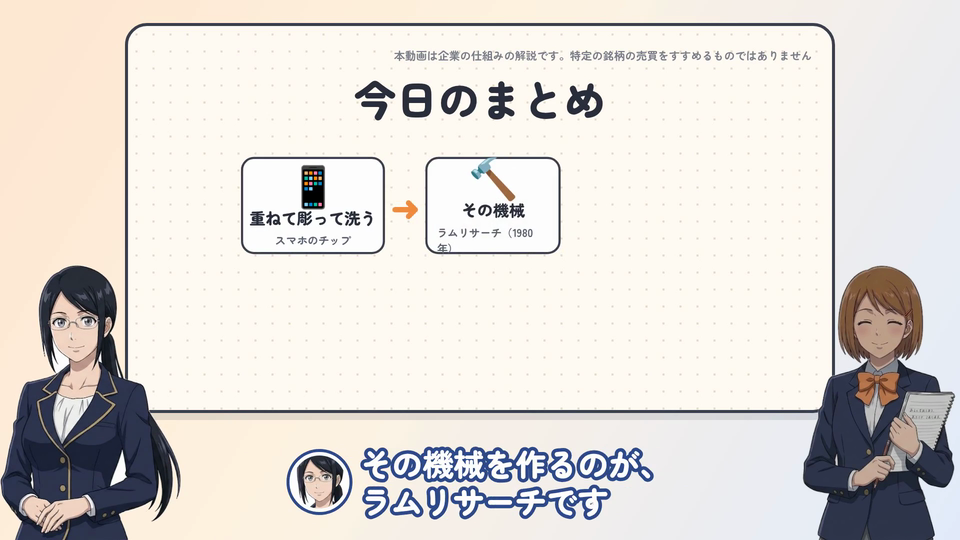 本動画は企業の仕組みの解説です。特定の銘柄の売買をすすめるものではありません
今日のまとめ
重ねて彫って洗う
スマホのチップ
その機械
ラムリサーチ（1980
年）
その機械を作るのが、
ラムリサーチです